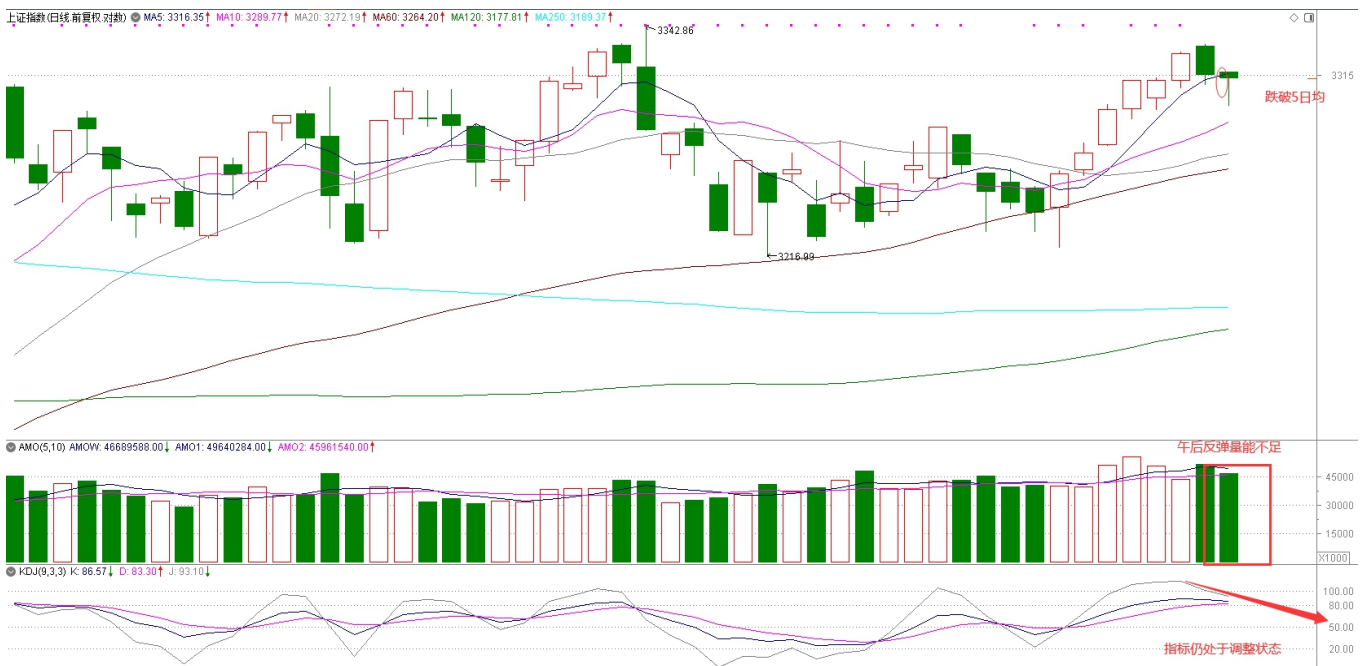 上证指数(日线.前复权.对数) MA5: 3316.35↑ MA10: 3289.77↑ MA20: 3272.19↑ MA60: 3264.20↑ MA120: 3177.81↑ MA250: 3189.37↑
3342.86
3315
跌破5日均
3216.99
午后反弹量能不足
AMO(5,10) AMOW: 46689588.00↓ AMO1: 49640284.00↓ AMO2: 45961540.00↑
45000
30000
15000
X1000
KDJ(9,3,3) K: 86.57↓ D: 83.30↑ J: 93.10↓
100.00
80.00
50.00
指标仍处于调整状态
20.00